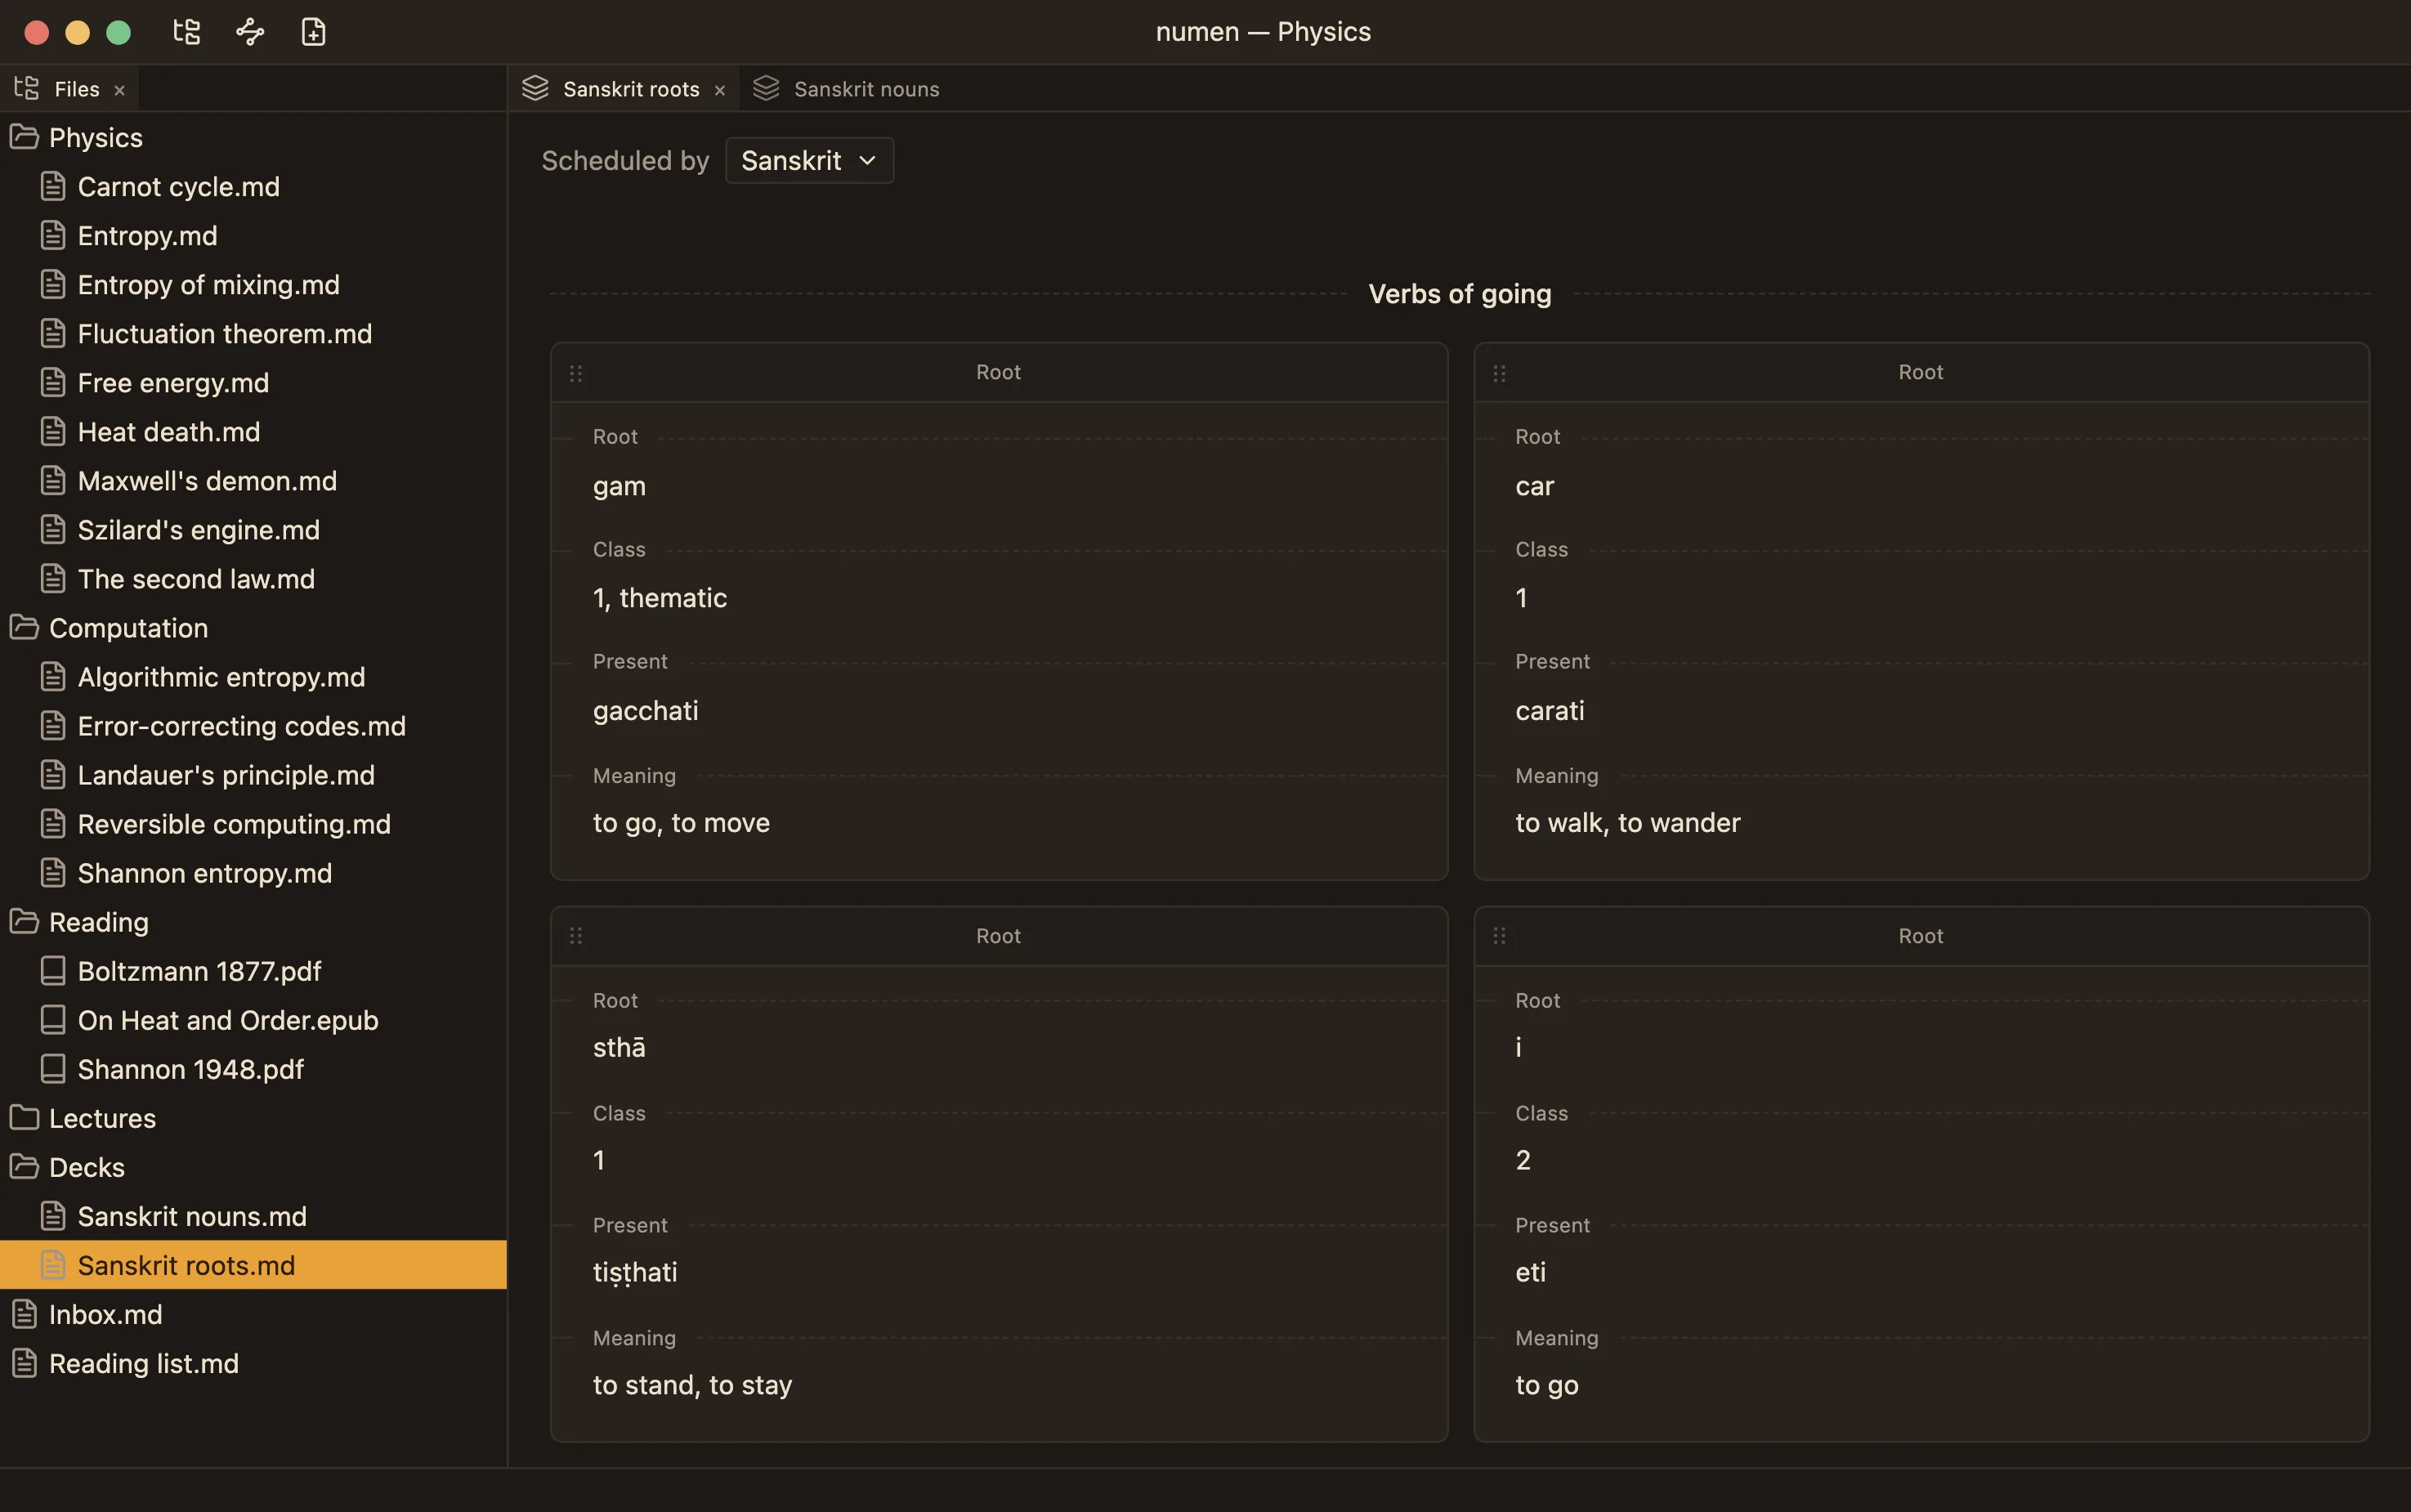 numen — Physics
Files ×
Sanskrit roots ×
Sanskrit nouns
Physics
Carnot cycle.md
Entropy.md
Entropy of mixing.md
Fluctuation theorem.md
Free energy.md
Heat death.md
Maxwell's demon.md
Szilard's engine.md
The second law.md
Computation
Algorithmic entropy.md
Error-correcting codes.md
Landauer's principle.md
Reversible computing.md
Shannon entropy.md
Reading
Boltzmann 1877.pdf
On Heat and Order.epub
Shannon 1948.pdf
Lectures
Decks
Sanskrit nouns.md
Sanskrit roots.md
Inbox.md
Reading list.md
Scheduled by Sanskrit
Verbs of going
Root
Root
gam
Class
1, thematic
Present
gacchati
Meaning
to go, to move
Root
Root
car
Class
1
Present
carati
Meaning
to walk, to wander
Root
Root
sthā
Class
1
Present
tiṣṭhati
Meaning
to stand, to stay
Root
Root
i
Class
2
Present
eti
Meaning
to go